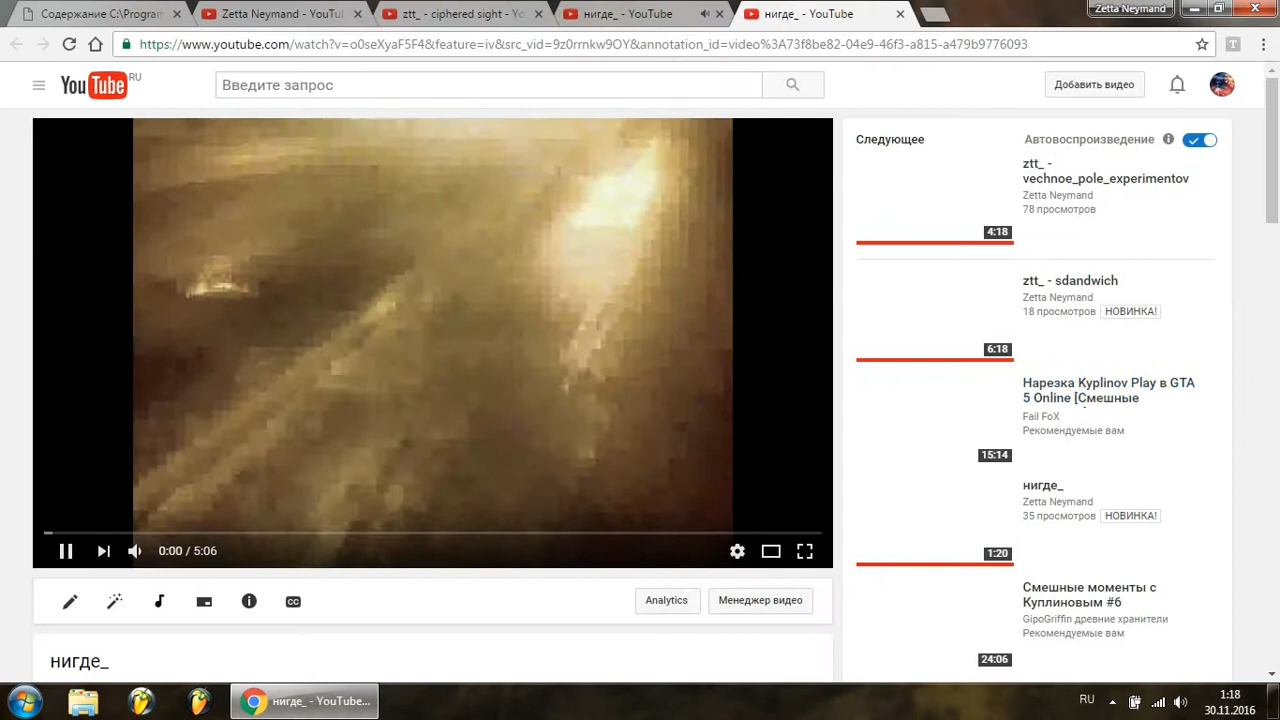 Содержание C:\Program
Zetta Neymand - YouTu
ztt_ - ciphered sight - Yo
нигде_ - YouTube
нигде_ - YouTube
Zetta Neymand
https://www.youtube.com/watch?v=o0seXyaF5F4&feature=iv&src_vid=9z0rrnkw9OY&annotation_id=video%3A73f8be82-04e9-46f3-a815-a479b9776093
YouTube RU
Введите запрос
Добавить видео
0:00 / 5:06
Analytics
Менеджер видео
нигде_
Следующее
Автовоспроизведение
ztt_ -
vechnoe_pole_experimentov
Zetta Neymand
78 просмотров
4:18
ztt_ - sdandwich
Zetta Neymand
18 просмотров НОВИНКА!
6:18
Нарезка Kyplinov Play в GTA
5 Online [Смешные
Fail FoX
Рекомендуемые вам
15:14
нигде_
Zetta Neymand
35 просмотров НОВИНКА!
1:20
Смешные моменты с
Куплиновым #6
GipoGriffin древние хранители
Рекомендуемые вам
24:06
нигде_ - YouTube...
RU
1:18
30.11.2016